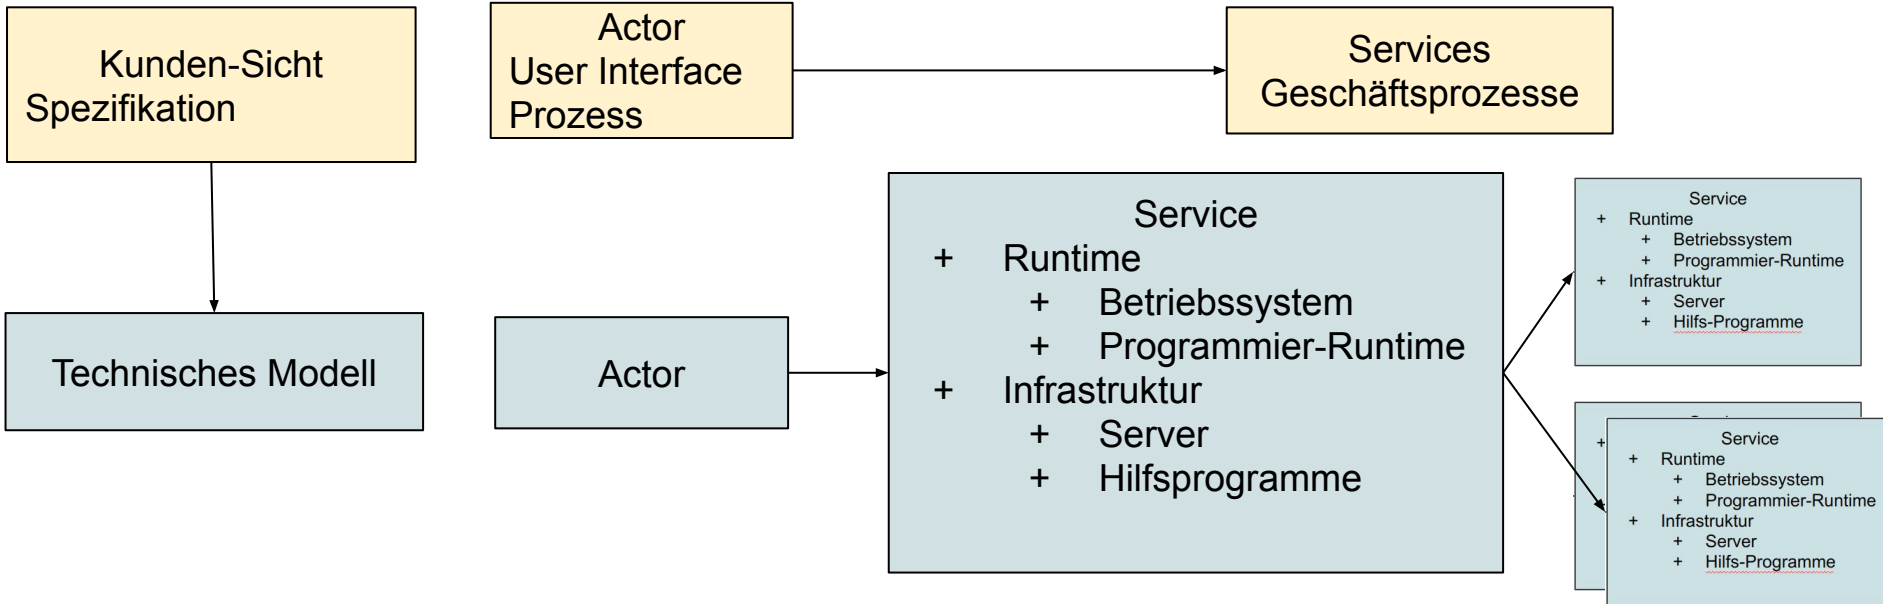 Kunden-Sicht
Spezifikation
Actor
User Interface
Prozess
Services
Geschäftsprozesse
Technisches Modell
Actor
Service
+ Runtime
+ Betriebssystem
+ Programmier-Runtime
+ Infrastruktur
+ Server
+ Hilfsprogramme
Service
+ Runtime
+ Betriebssystem
+ Programmier-Runtime
+ Infrastruktur
+ Server
+ Hilfs-Programme
Service
+ Runtime
+ Betriebssystem
+ Programmier-Runtime
+ Infrastruktur
+ Server
+ Hilfs-Programme